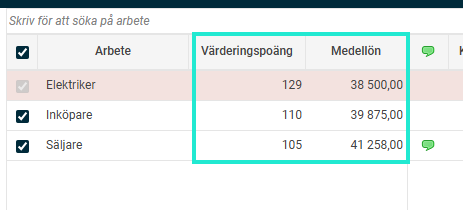 Skriv för att söka på arbete
Arbete Värderingspoäng Medellön K
Elektriker 129 38 500,00
Inköpare 110 39 875,00
Säljare 105 41 258,00